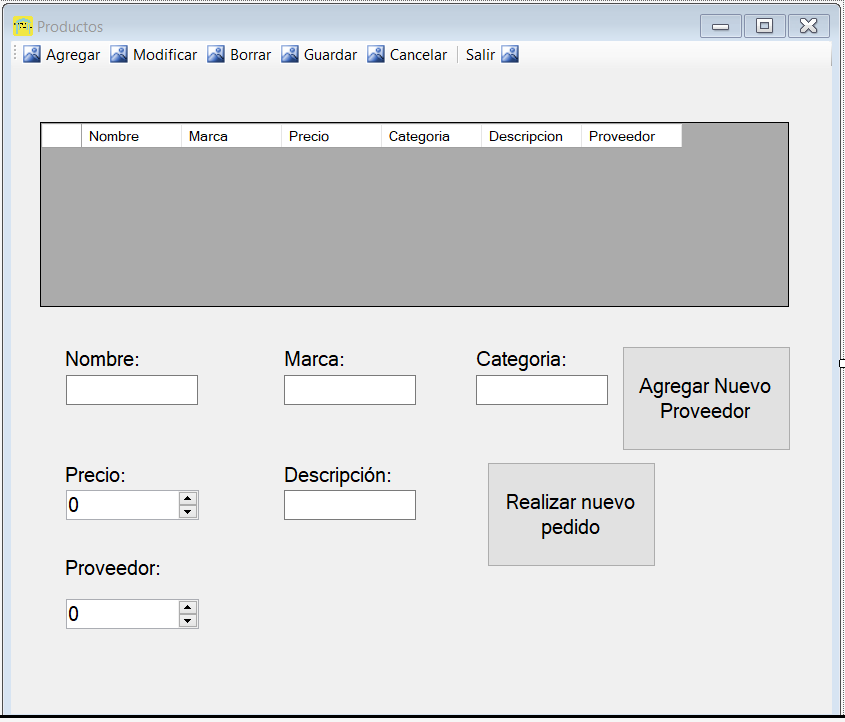 Productos
Agregar Modificar Borrar Guardar Cancelar Salir
Nombre Marca Precio Categoria Descripcion Proveedor
Nombre: Marca: Categoria:
Agregar Nuevo
Proveedor
Precio: Descripción:
0
Realizar nuevo
pedido
Proveedor:
0